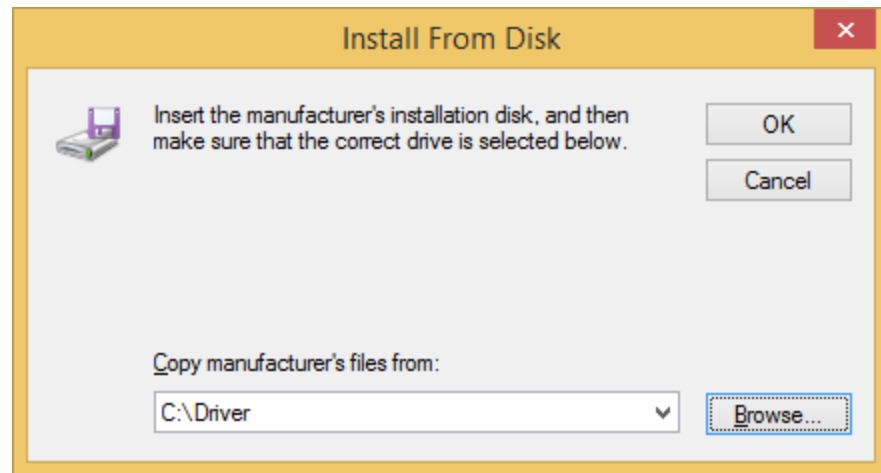 Install From Disk
Insert the manufacturer's installation disk, and then
make sure that the correct drive is selected below.
OK
Cancel
Copy manufacturer's files from:
C:\Driver
Browse...